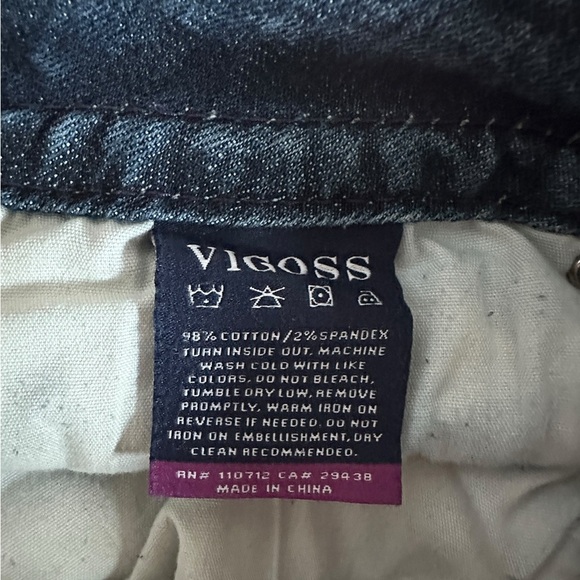 VIGOSS
98% COTTON/2%SPANDEX
TURN INSIDE OUT, MACHINE
WASH COLD WITH LIKE
COLORS, DO NOT BLEACH,
TUMBLE DRY LOW, REMOVE
PROMPTLY, WARM IRON ON
REVERSE IF NEEDED. DO NOT
IRON ON EMBELLISHMENT, DRY
CLEAN RECOMMENDED.
RN# 110712 CA# 29438
MADE IN CHINA